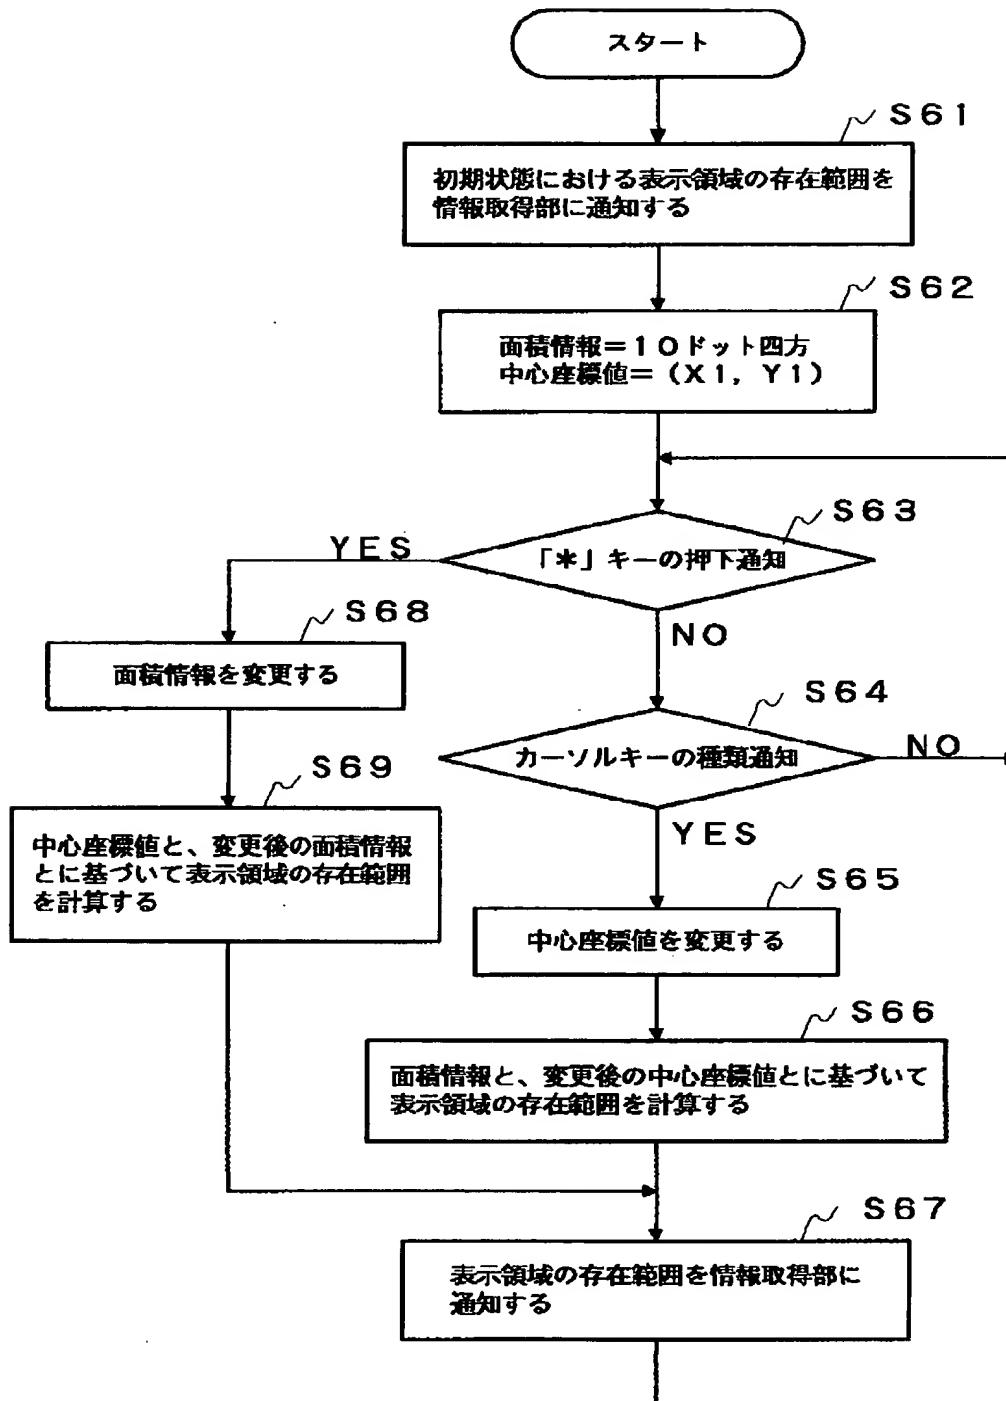 スタート
S61
初期状態における表示領域の存在範囲を
情報取得部に通知する
S62
面積情報=10ドット四方
中心座標値=(X1, Y1)
S63
「*」キーの押下通知
YES
NO
S68
面積情報を変更する
S64
カーソルキーの種類通知
NO
YES
S69
中心座標値と、変更後の面積情報
とに基づいて表示領域の存在範囲
を計算する
S65
中心座標値を変更する
S66
面積情報と、変更後の中心座標値とに基づいて
表示領域の存在範囲を計算する
S67
表示領域の存在範囲を情報取得部に
通知する